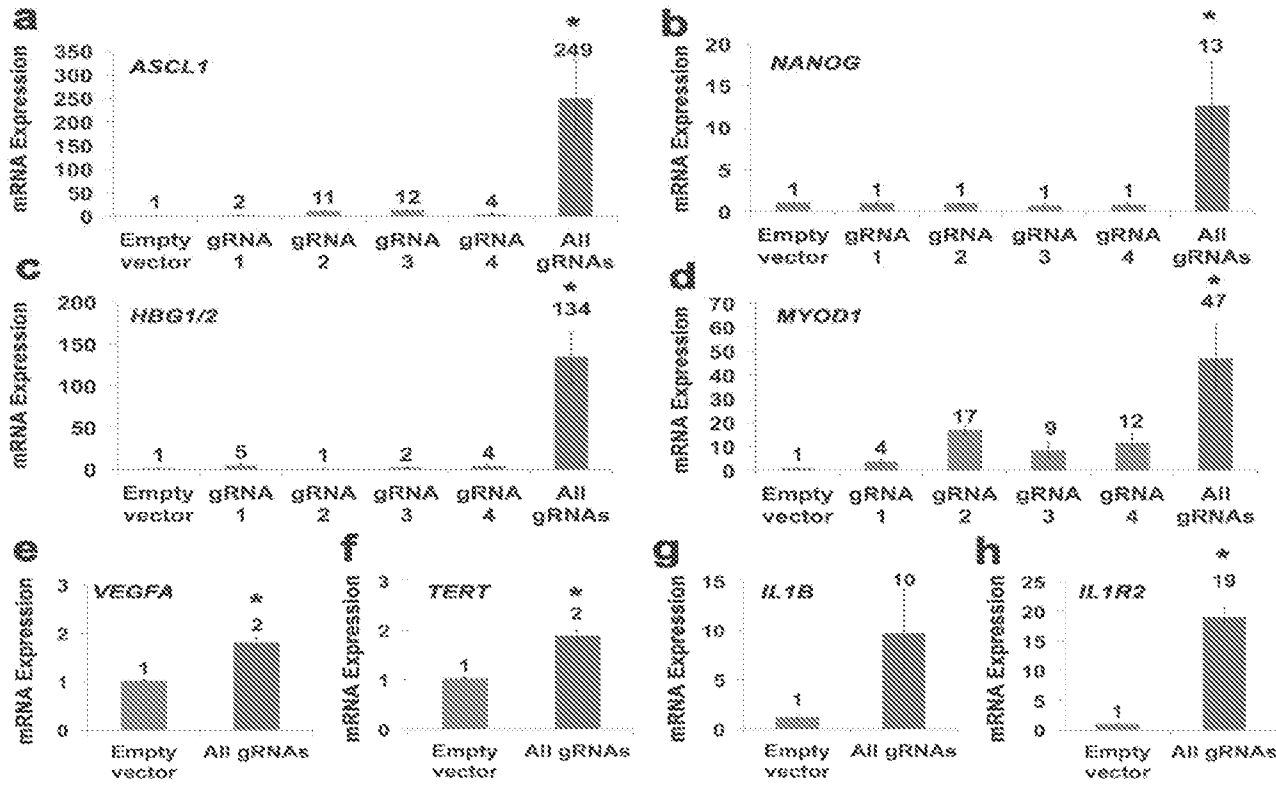 a
mRNA Expression
ASCL1
350
300
250
200
150
100
50
0
*
249
1
2
11
12
4
Empty vector
gRNA 1
gRNA 2
gRNA 3
gRNA 4
All gRNAs
b
mRNA Expression
NANOG
20
15
10
5
0
*
13
1
1
1
1
1
Empty vector
gRNA 1
gRNA 2
gRNA 3
gRNA 4
All gRNAs
c
mRNA Expression
HBG1/2
200
150
100
50
0
*
134
1
5
1
2
4
Empty vector
gRNA 1
gRNA 2
gRNA 3
gRNA 4
All gRNAs
d
mRNA Expression
MYOD1
70
60
50
40
30
20
10
0
*
47
1
4
17
9
12
Empty vector
gRNA 1
gRNA 2
gRNA 3
gRNA 4
All gRNAs
e
mRNA Expression
VEGFA
3
2
1
0
1
*
2
Empty vector
All gRNAs
f
mRNA Expression
TERT
3
2
1
0
1
*
2
Empty vector
All gRNAs
g
mRNA Expression
IL1B
15
10
5
0
1
10
Empty vector
All gRNAs
h
mRNA Expression
IL1R2
25
20
15
10
5
0
1
*
19
Empty vector
All gRNAs